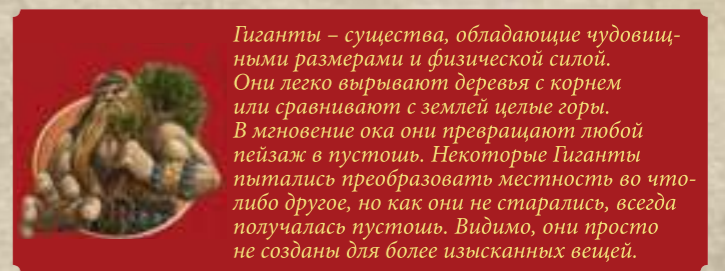 Гиганты – существа, обладающие чудовищ-
ными размерами и физической силой.
Они легко вырывают деревья с корнем
или сравнивают с землей целые горы.
В мгновение ока они превращают любой
пейзаж в пустошь. Некоторые Гиганты
пытались преобразовать местность во что-
либо другое, но как они не старались, всегда
получалась пустошь. Видимо, они просто
не созданы для более изысканных вещей.